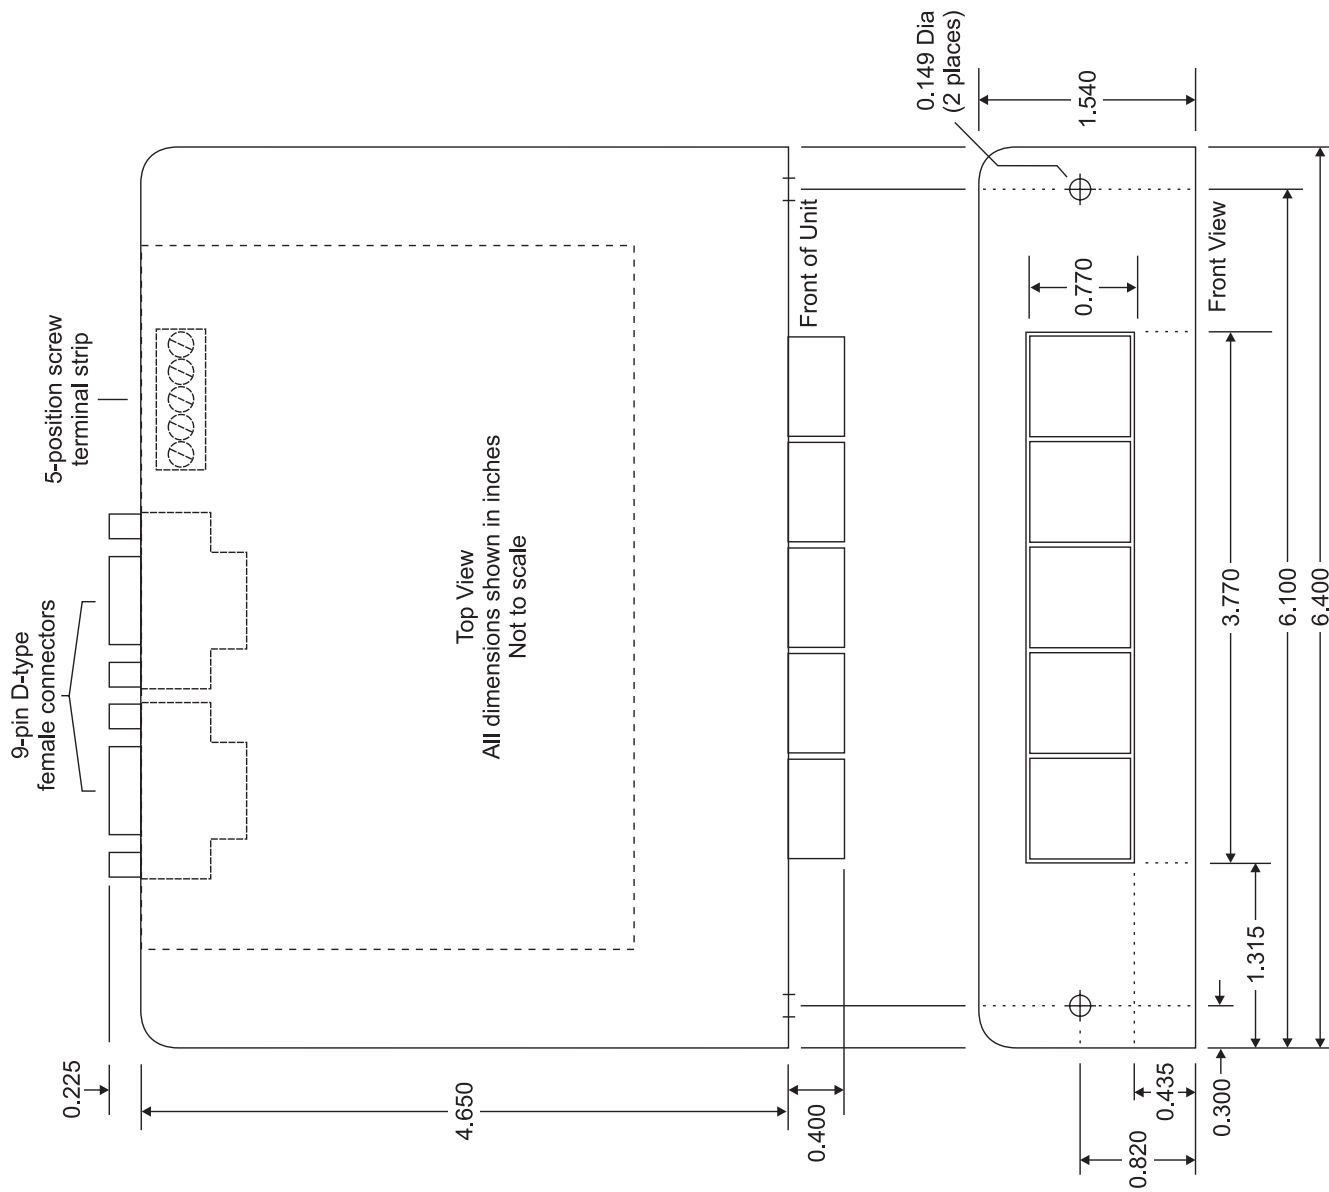 9-pin D-type
female connectors
5-position screw
terminal strip
0.225
4.650
0.400
Top View
All dimensions shown in inches
Not to scale
Front of Unit
0.149 Dia
(2 places)
1.540
0.770
Front View
0.820
0.435
0.300
1.315
3.770
6.100
6.400